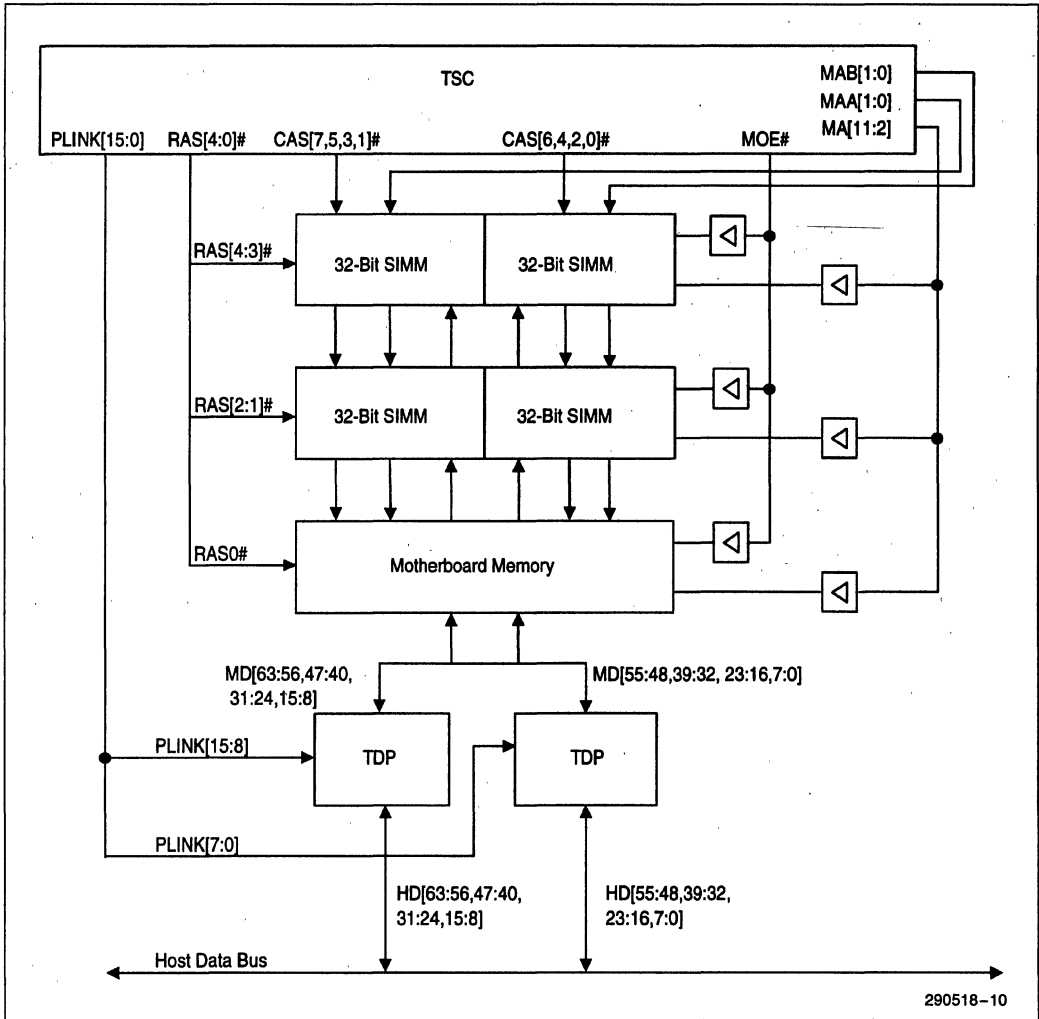 TSC
MAB[1:0]
MAA[1:0]
MA[11:2]
PLINK[15:0] RAS[4:0]# CAS[7,5,3,1]# CAS[6,4,2,0]# MOE#
RAS[4:3]#
32-Bit SIMM 32-Bit SIMM
RAS[2:1]#
32-Bit SIMM 32-Bit SIMM
RAS0#
Motherboard Memory
MD[63:56,47:40,
31:24,15:8]
MD[55:48,39:32, 23:16,7:0]
PLINK[15:8]
TDP TDP
PLINK[7:0]
HD[63:56,47:40,
31:24,15:8]
HD[55:48,39:32,
23:16,7:0]
Host Data Bus
290518–10